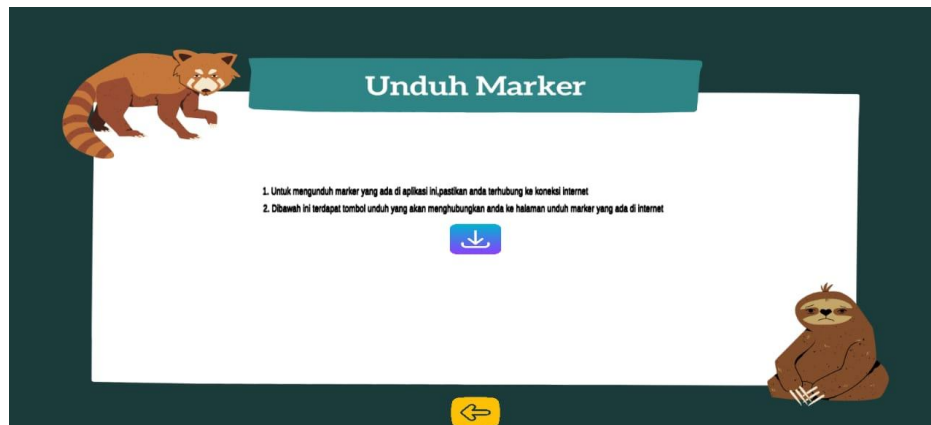 Unduh Marker
1. Untuk mengunduh marker yang ada di aplikasi ini,pastikan anda terhubung ke koneksi internet
2. Dibawah ini terdapat tombol unduh yang akan menghubungkan anda ke halaman unduh marker yang ada di internet